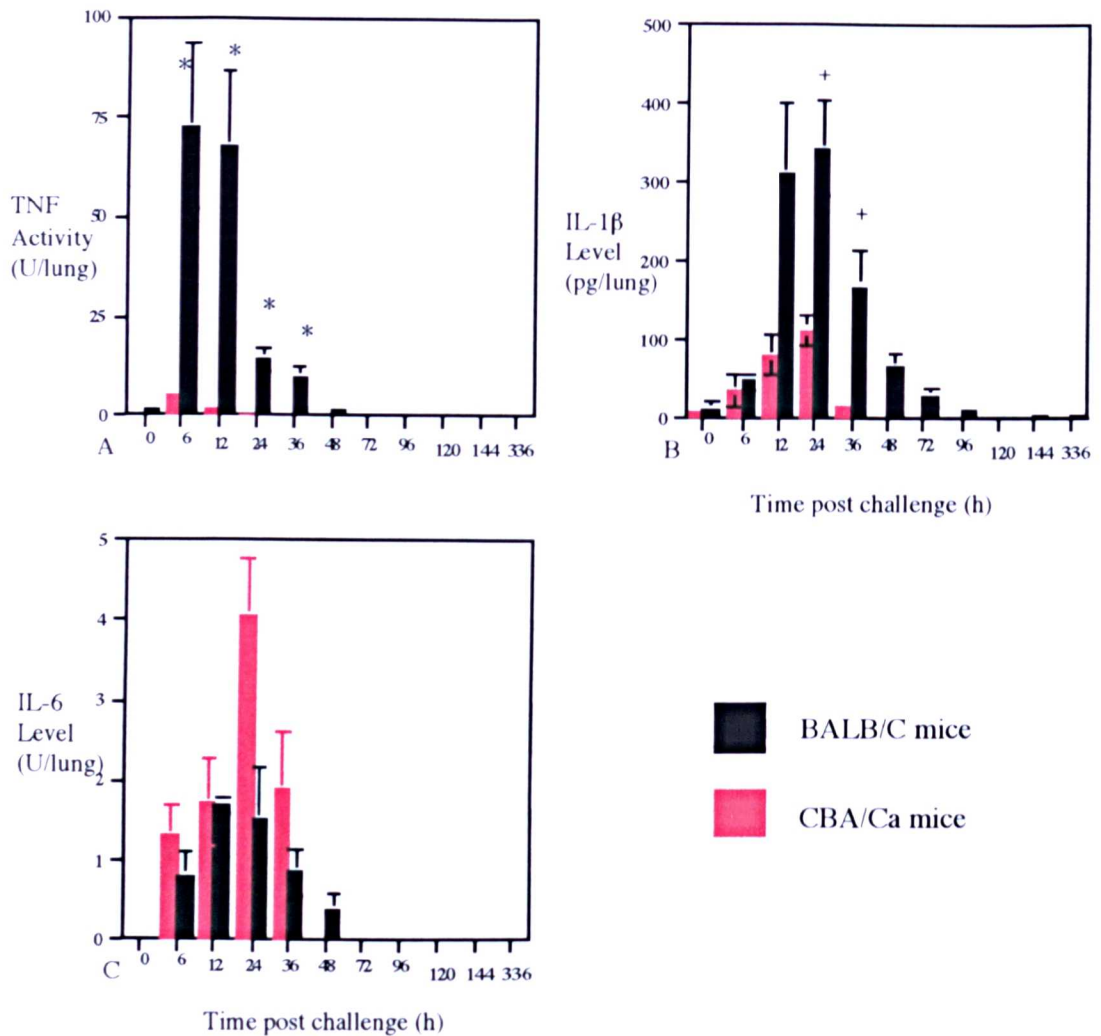 100
75
50
25
0
TNF
Activity
(U/lung)
*
*
*
*
A
0 6 12 24 36 48 72 96 120 144 336
500
400
300
200
100
0
IL-1β
Level
(pg/lung)
+
+
B
0 6 12 24 36 48 72 96 120 144 336
Time post challenge (h)
5
4
3
2
1
0
IL-6
Level
(U/lung)
C
0 6 12 24 36 48 72 96 120 144 336
Time post challenge (h)
BALB/C mice
CBA/Ca mice